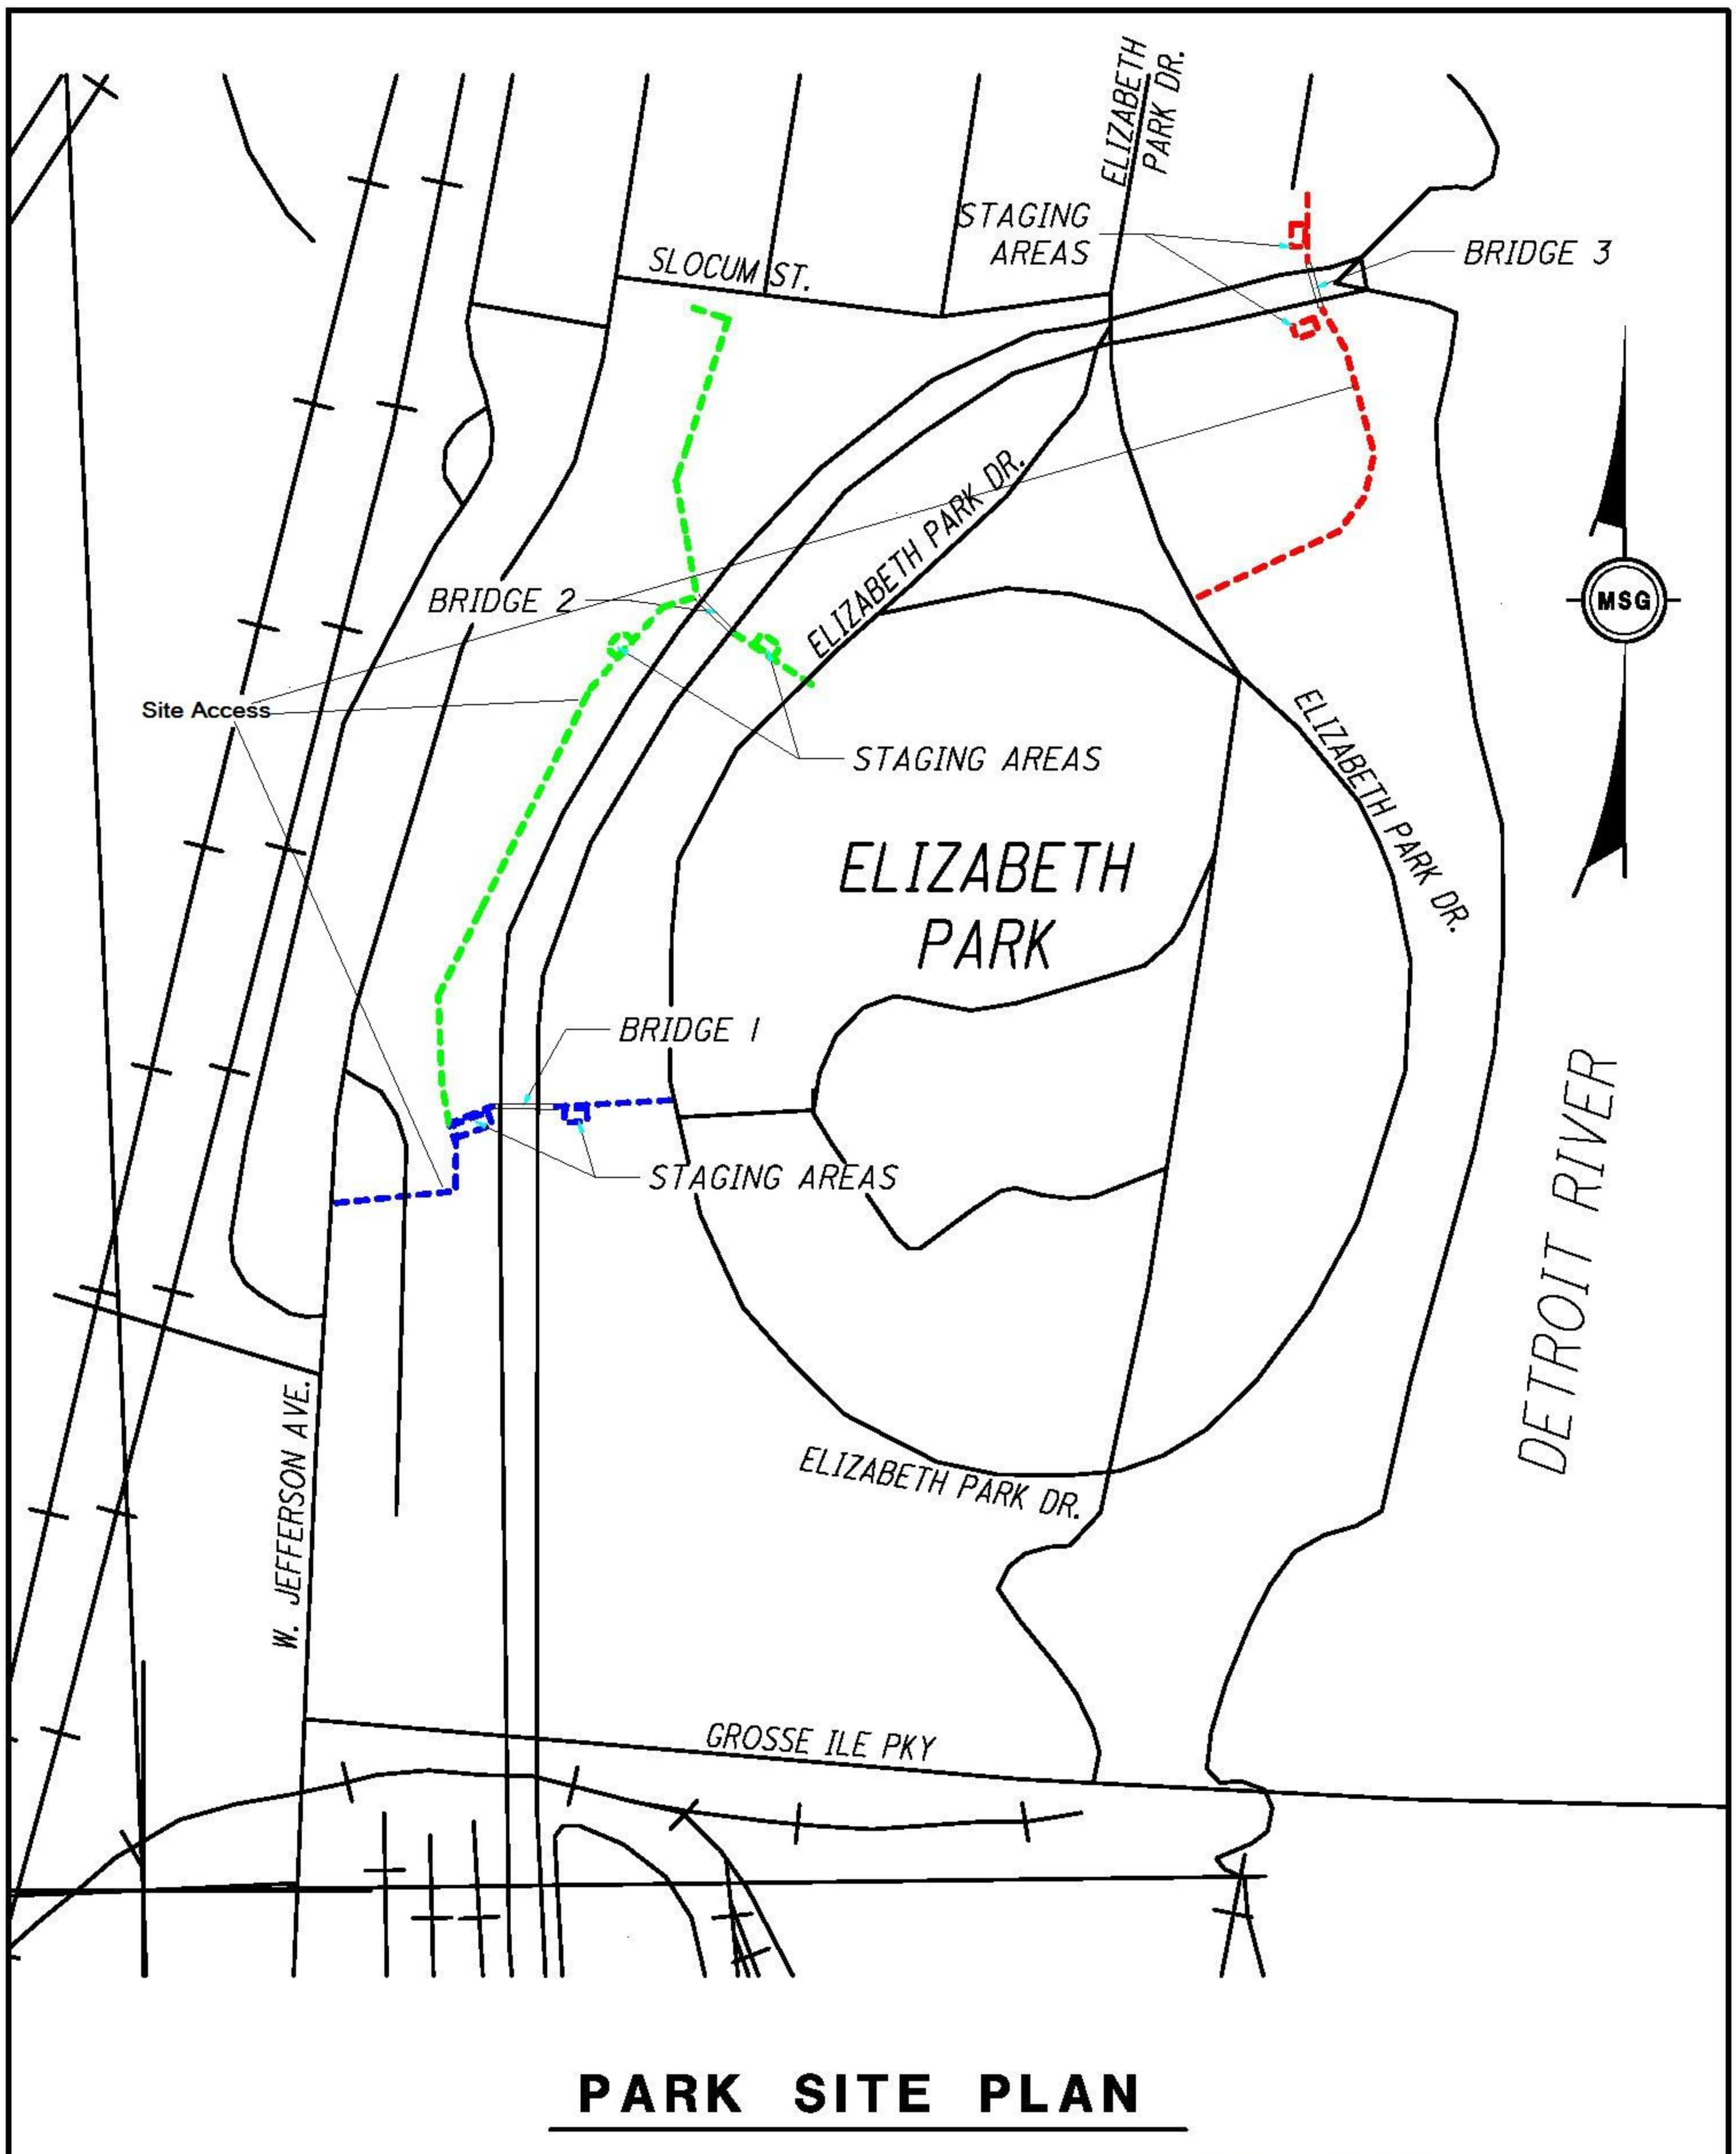 ELIZABETH
PARK DR.
STAGING
AREAS
BRIDGE 3
SLOCUM ST.
ELIZABETH PARK DR.
BRIDGE 2
MSG
Site Access
STAGING AREAS
ELIZABETH PARK DR.
ELIZABETH
PARK
BRIDGE 1
STAGING AREAS
DETROIT RIVER
W. JEFFERSON AVE.
ELIZABETH PARK DR.
GROSSE ILE PKY
PARK SITE PLAN